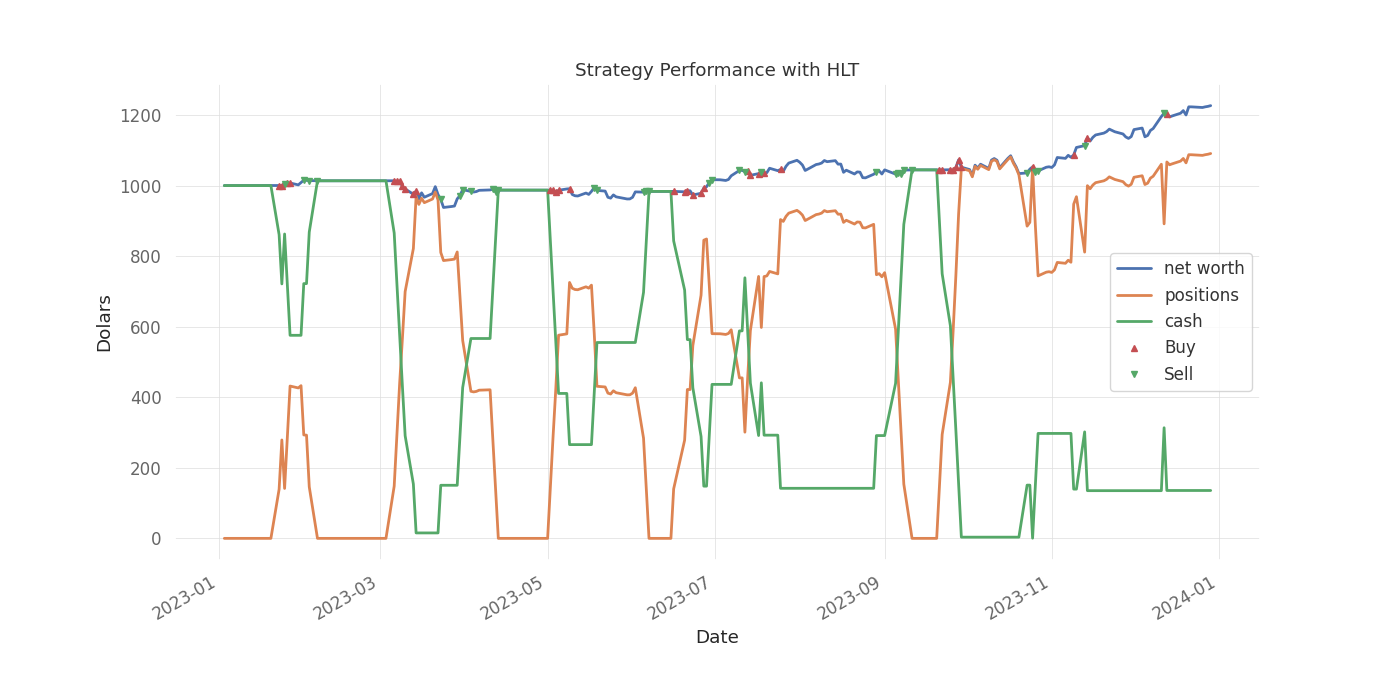 Strategy Performance with HLT
Dolars
1200
1000
800
600
400
200
0
net worth
positions
cash
Buy
Sell
2023-01
2023-03
2023-05
2023-07
2023-09
2023-11
2024-01
Date